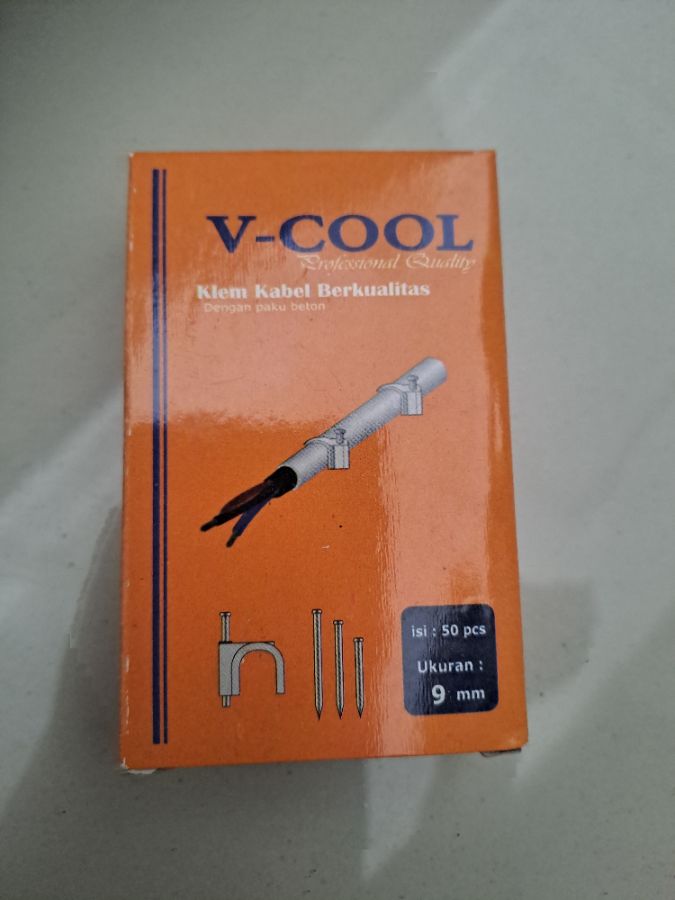 V-COOL
Professional Quality
Klem Kabel Berkualitas
Dengan paku beton
isi : 50 pcs
Ukuran :
9 mm